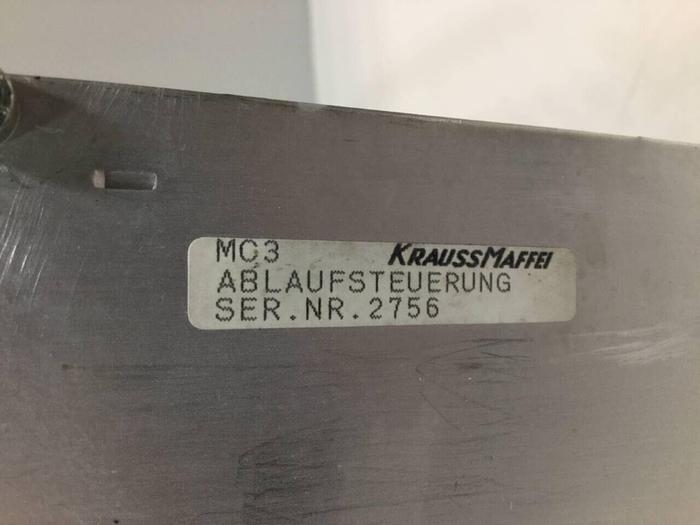 MC3 KRAUSSMAFFEI
ABLAUFSTEUERUNG
SER.NR.2756